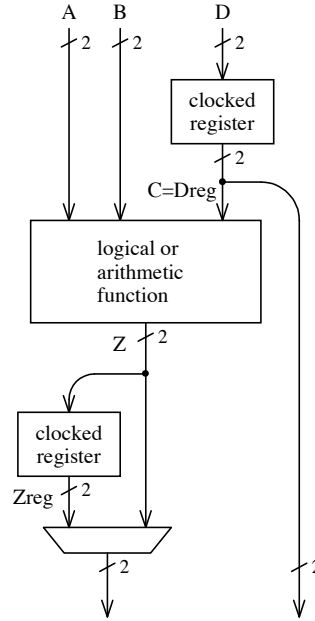 A B D
2 2 2
clocked
register
2
C=Dreg
logical or
arithmetic
function
Z 2
clocked
register
Zreg 2
2 2